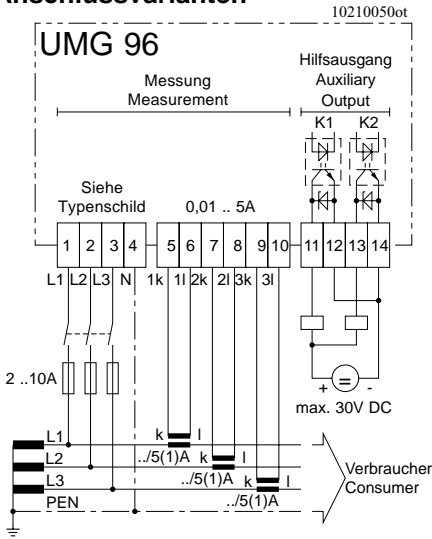 Anschlussvarianten
10210050ot
UMG 96
Messung
Measurement
Hilfsausgang
Auxiliary
Output
K1 K2
Siehe
Typenschild
0,01 .. 5A
1 2 3 4 5 6 7 8 9 10 11 12 13 14
L1 L2 L3 N 1k 1l 2k 2l 3k 3l
2 ..10A
+ = -
max. 30V DC
L1 k l
L2 ../5(1)A k l
L3 ../5(1)A k l
PEN ../5(1)A
Verbraucher
Consumer